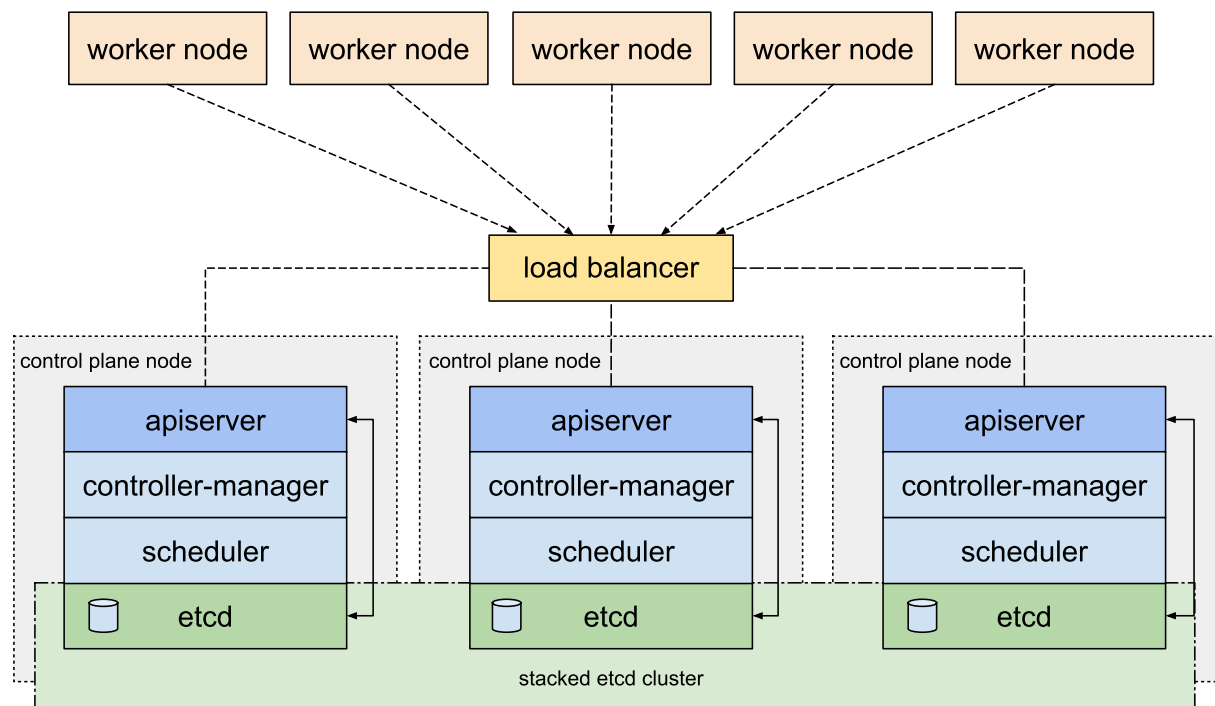 worker node
worker node
worker node
worker node
worker node
load balancer
control plane node
apiserver
controller-manager
scheduler
etcd
control plane node
apiserver
controller-manager
scheduler
etcd
control plane node
apiserver
controller-manager
scheduler
etcd
stacked etcd cluster